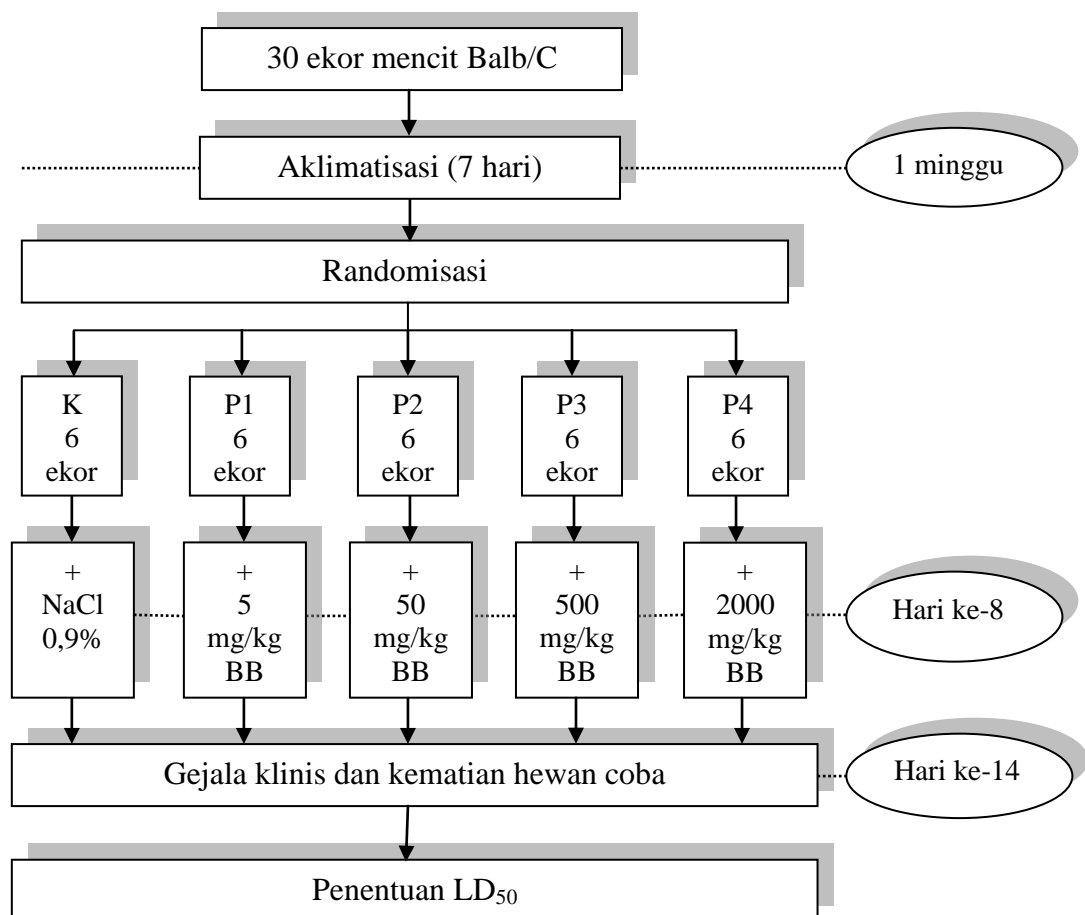 30 ekor mencit Balb/C
Aklimatisasi (7 hari)
1 minggu
Randomisasi
K
6
ekor
P1
6
ekor
P2
6
ekor
P3
6
ekor
P4
6
ekor
+
NaCl
0,9%
+
5
mg/kg
BB
+
50
mg/kg
BB
+
500
mg/kg
BB
+
2000
mg/kg
BB
Hari ke-8
Gejala klinis dan kematian hewan coba
Hari ke-14
Penentuan LD₅₀